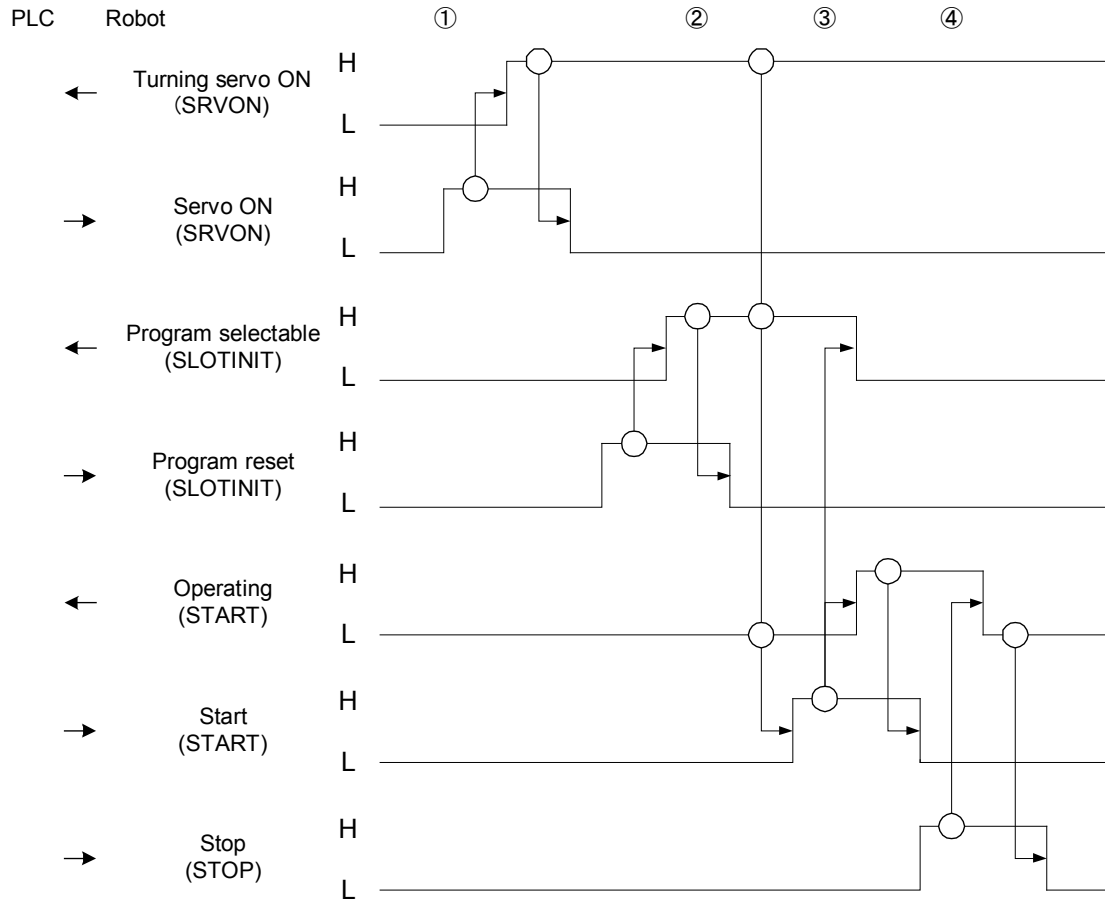 PLC Robot ① ② ③ ④
H
Turning servo ON
(SRVON)
L
H
Servo ON
(SRVON)
L
H
Program selectable
(SLOTINIT)
L
H
Program reset
(SLOTINIT)
L
H
Operating
(START)
L
H
Start
(START)
L
H
Stop
(STOP)
L